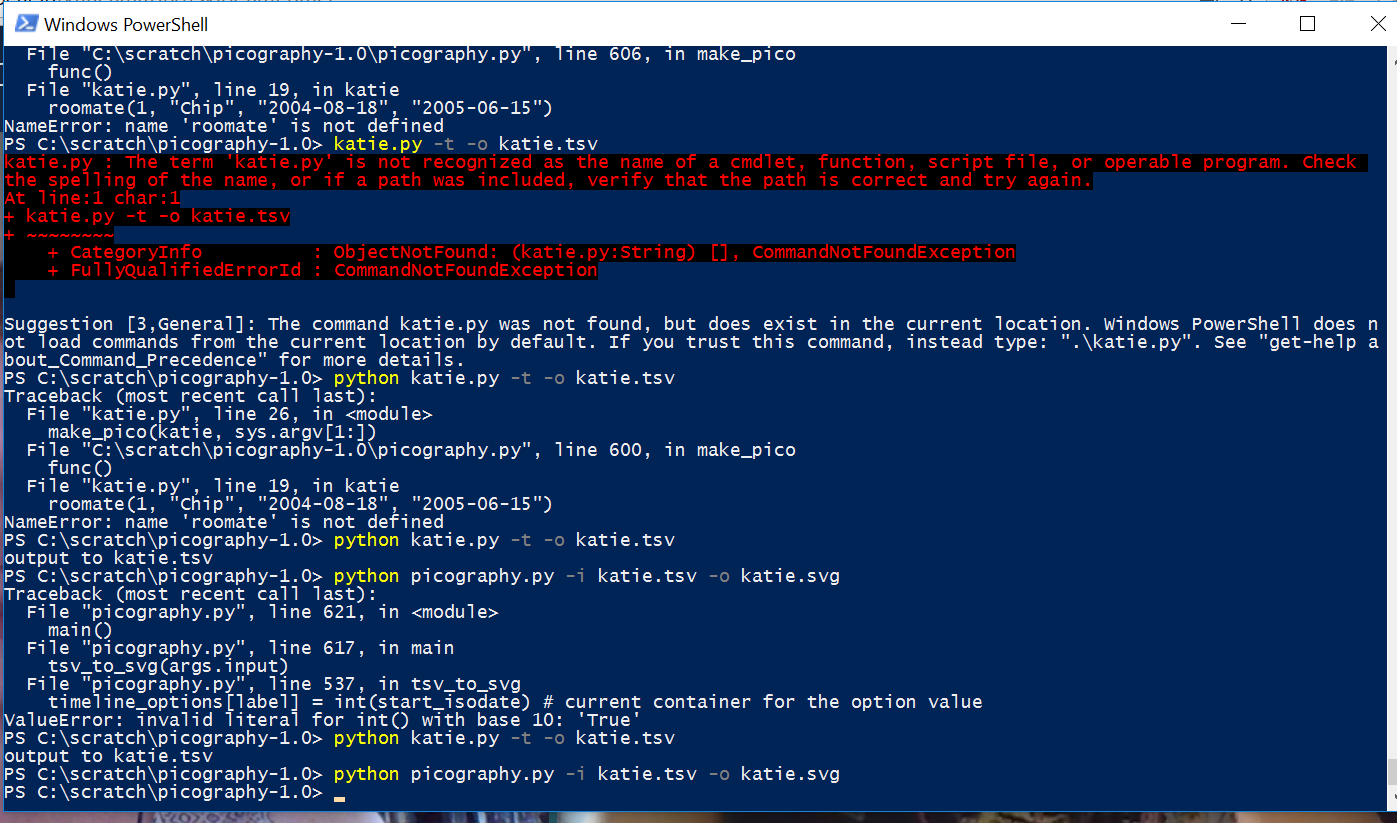 Windows PowerShell
  File "C:\scratch\picography-1.0\picography.py", line 606, in make_pico
    func()
  File "katie.py", line 19, in katie
    roomate(1, "Chip", "2004-08-18", "2005-06-15")
NameError: name 'roomate' is not defined
PS C:\scratch\picography-1.0> katie.py -t -o katie.tsv
katie.py : The term 'katie.py' is not recognized as the name of a cmdlet, function, script file, or operable program. Check
the spelling of the name, or if a path was included, verify that the path is correct and try again.
At line:1 char:1
+ katie.py -t -o katie.tsv
+ ~~~~~~~~
    + CategoryInfo          : ObjectNotFound: (katie.py:String) [], CommandNotFoundException
    + FullyQualifiedErrorId : CommandNotFoundException
Suggestion [3,General]: The command katie.py was not found, but does exist in the current location. Windows PowerShell does n
ot load commands from the current location by default. If you trust this command, instead type: ".\katie.py". See "get-help a
bout_Command_Precedence" for more details.
PS C:\scratch\picography-1.0> python katie.py -t -o katie.tsv
Traceback (most recent call last):
  File "katie.py", line 26, in <module>
    make_pico(katie, sys.argv[1:])
  File "C:\scratch\picography-1.0\picography.py", line 600, in make_pico
    func()
  File "katie.py", line 19, in katie
    roomate(1, "Chip", "2004-08-18", "2005-06-15")
NameError: name 'roomate' is not defined
PS C:\scratch\picography-1.0> python katie.py -t -o katie.tsv
output to katie.tsv
PS C:\scratch\picography-1.0> python picography.py -i katie.tsv -o katie.svg
Traceback (most recent call last):
  File "picography.py", line 621, in <module>
    main()
  File "picography.py", line 617, in main
    tsv_to_svg(args.input)
  File "picography.py", line 537, in tsv_to_svg
    timeline_options[label] = int(start_isodate) # current container for the option value
ValueError: invalid literal for int() with base 10: 'True'
PS C:\scratch\picography-1.0> python katie.py -t -o katie.tsv
output to katie.tsv
PS C:\scratch\picography-1.0> python picography.py -i katie.tsv -o katie.svg
PS C:\scratch\picography-1.0>